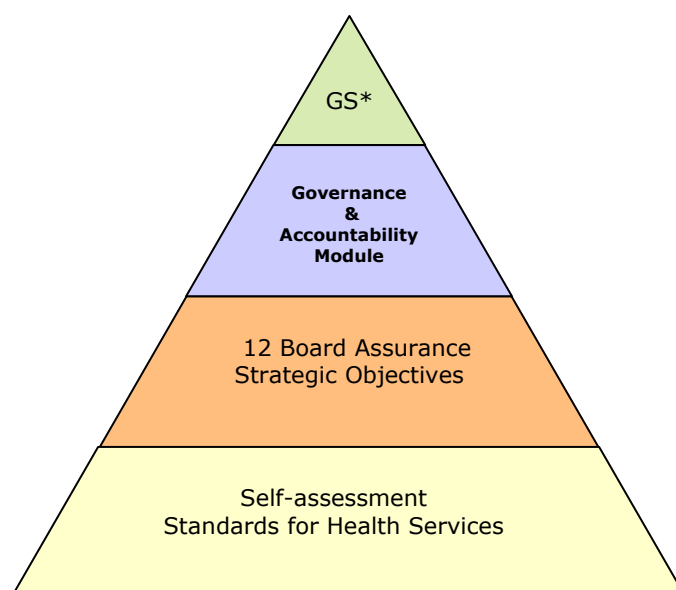 GS*
Governance
&
Accountability
Module
12 Board Assurance
Strategic Objectives
Self-assessment
Standards for Health Services